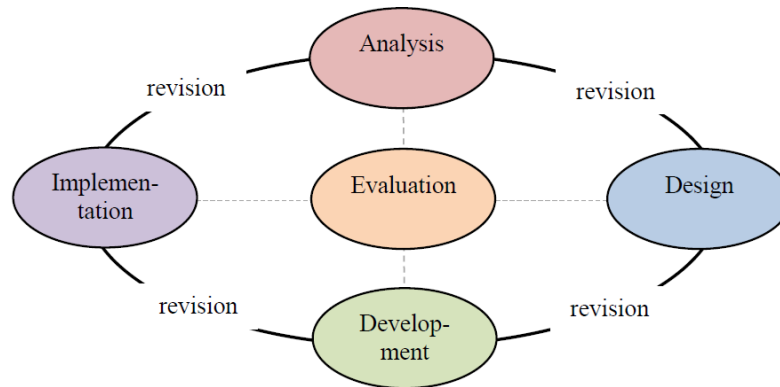 Analysis
revision
revision
Implemen-
tation
Evaluation
Design
revision
revision
Develop-
ment